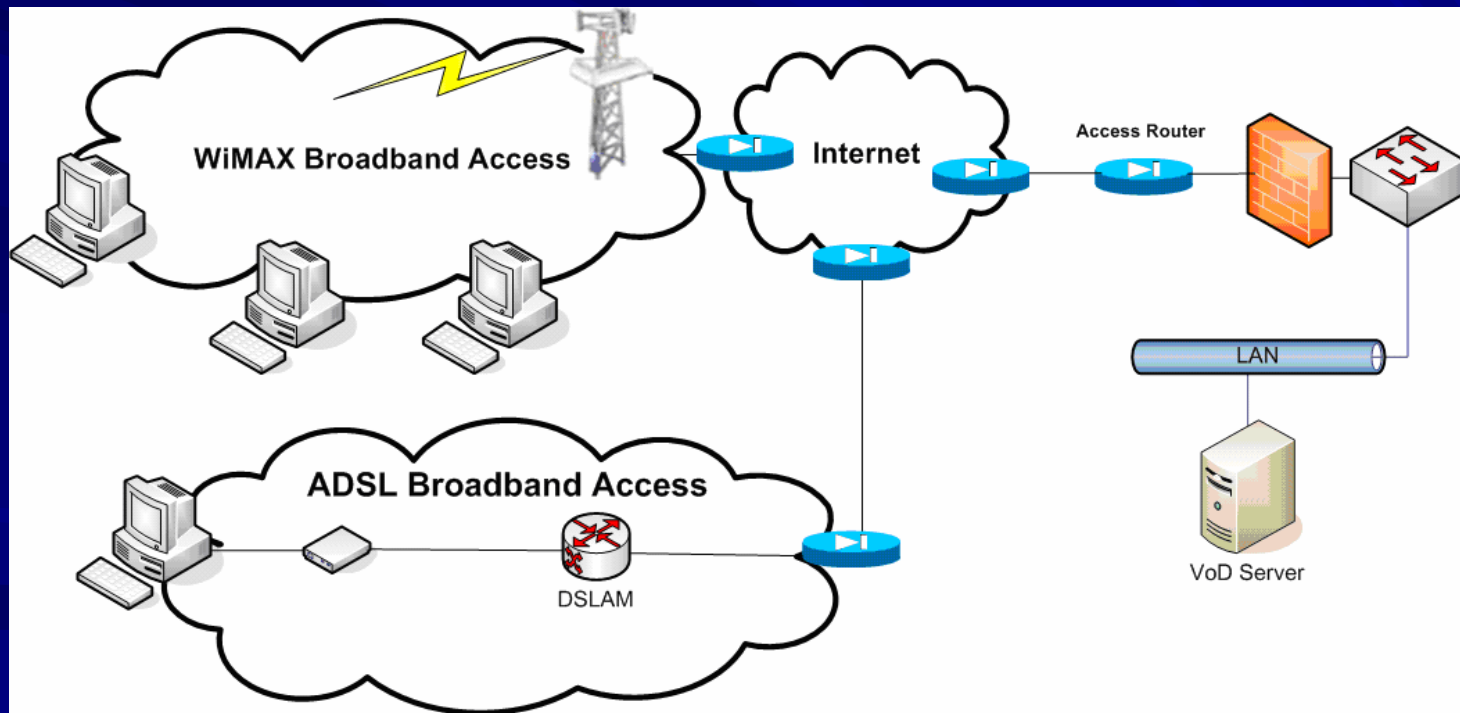 WiMAX Broadband Access
Internet
Access Router
LAN
VoD Server
ADSL Broadband Access
DSLAM